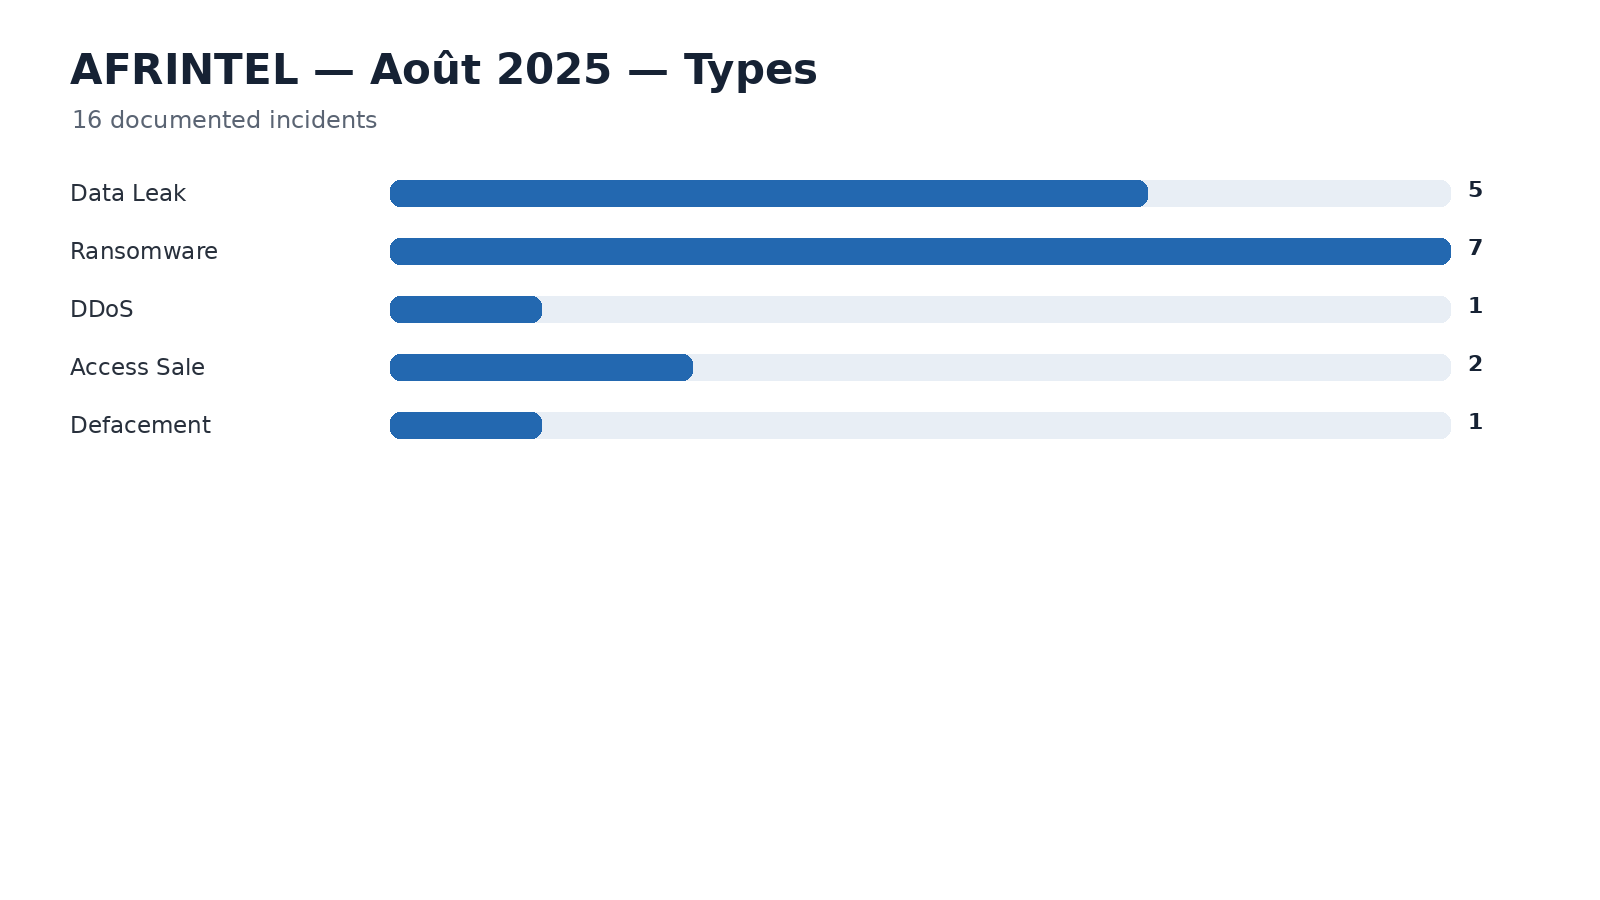 AFRINTEL — Août 2025 — Types
16 documented incidents
Data Leak 5
Ransomware 7
DDoS 1
Access Sale 2
Defacement 1